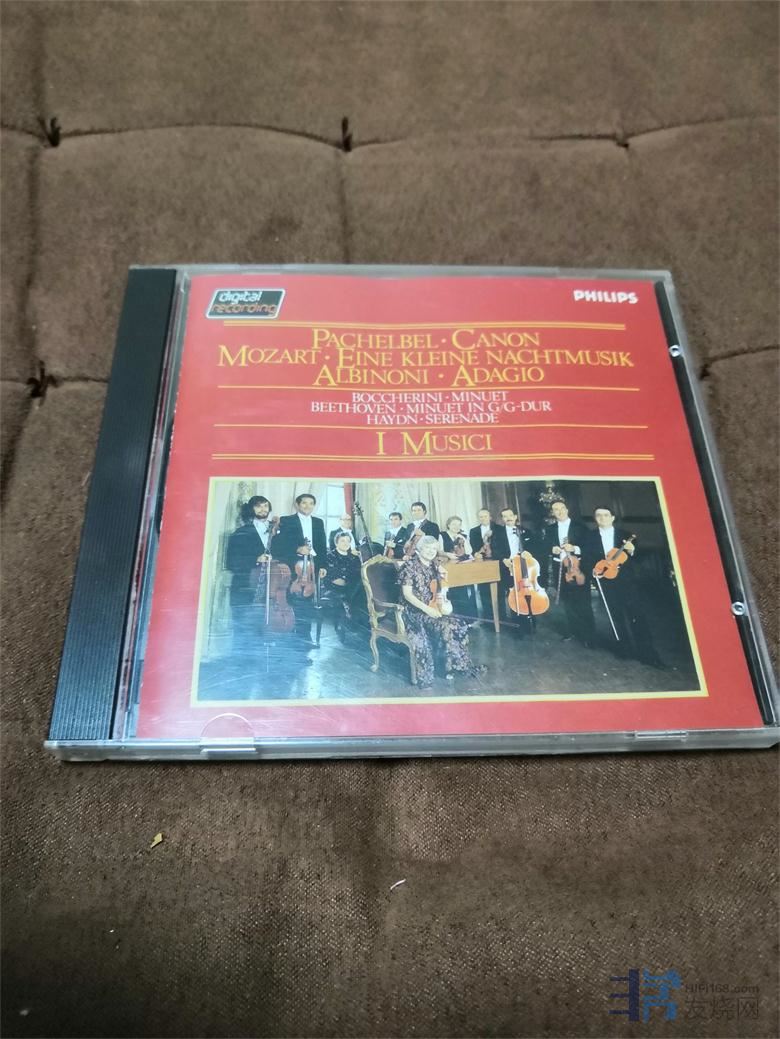 digital
recording
PHILIPS
PACHELBEL · CANON
MOZART · EINE KLEINE NACHTMUSIK
ALBINONI · ADAGIO
BOCCHERINI · MINUET
BEETHOVEN · MINUET IN G/G-DUR
HAYDN · SERENADE
I MUSICI
HIFI168.com
发烧网